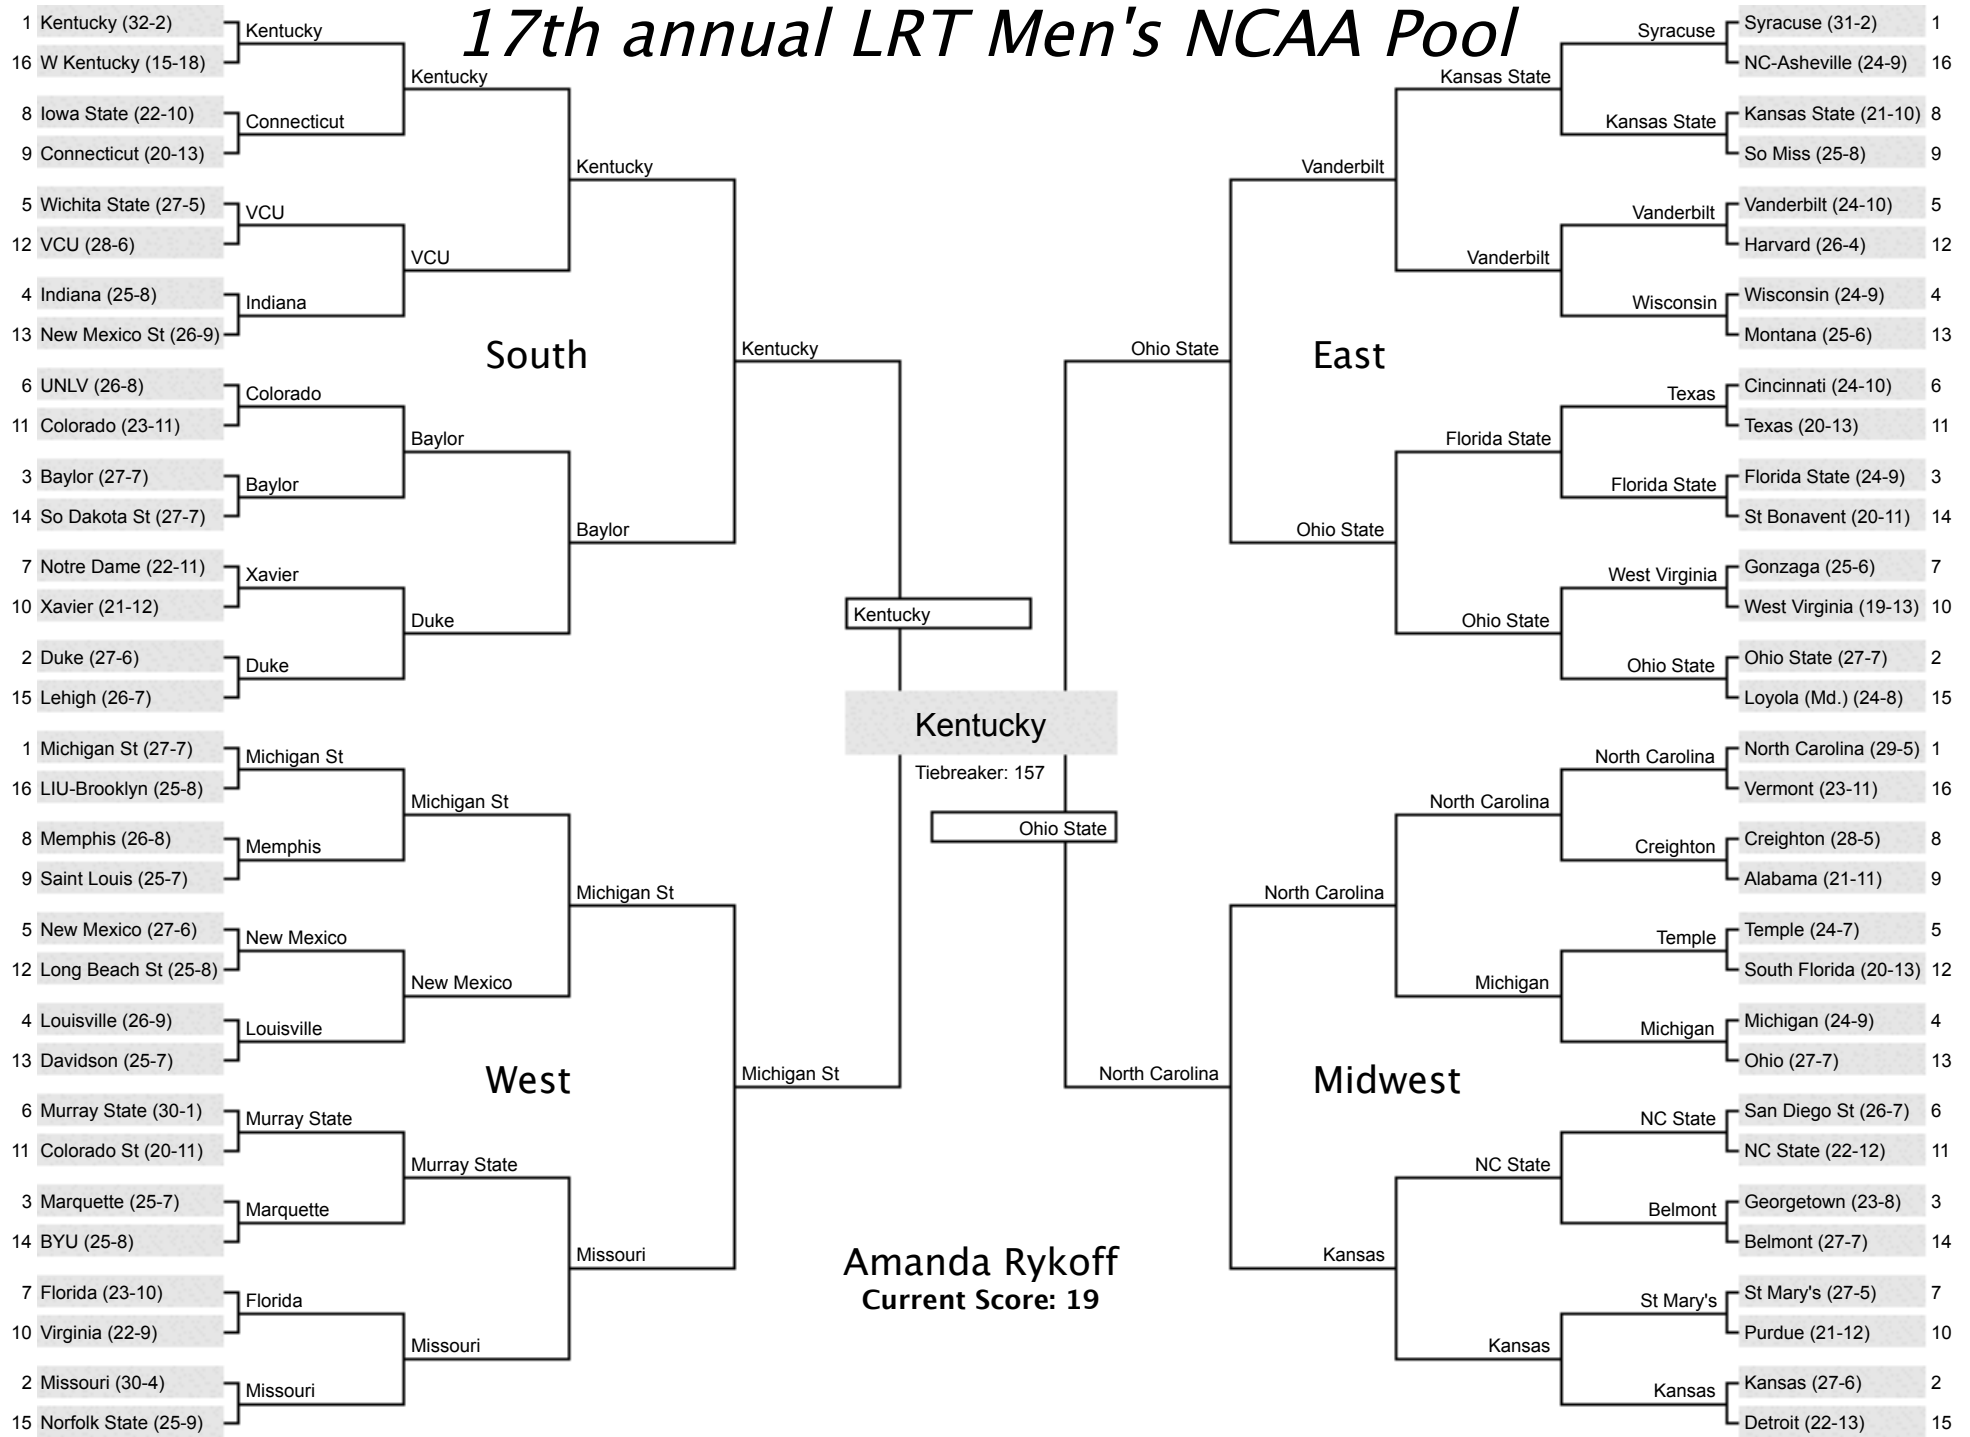 17th annual LRT Men's NCAA Pool
1 Kentucky (32-2)
16 W Kentucky (15-18)
8 Iowa State (22-10)
9 Connecticut (20-13)
5 Wichita State (27-5)
12 VCU (28-6)
4 Indiana (25-8)
13 New Mexico St (26-9)
6 UNLV (26-8)
11 Colorado (23-11)
3 Baylor (27-7)
14 So Dakota St (27-7)
7 Notre Dame (22-11)
10 Xavier (21-12)
2 Duke (27-6)
15 Lehigh (26-7)
Kentucky
Connecticut
VCU
Indiana
Colorado
Baylor
Xavier
Duke
Kentucky
VCU
Baylor
Duke
Kentucky
Baylor
Kentucky
South
1 Michigan St (27-7)
16 LIU-Brooklyn (25-8)
8 Memphis (26-8)
9 Saint Louis (25-7)
5 New Mexico (27-6)
12 Long Beach St (25-8)
4 Louisville (26-9)
13 Davidson (25-7)
6 Murray State (30-1)
11 Colorado St (20-11)
3 Marquette (25-7)
14 BYU (25-8)
7 Florida (23-10)
10 Virginia (22-9)
2 Missouri (30-4)
15 Norfolk State (25-9)
Michigan St
Memphis
New Mexico
Louisville
Murray State
Marquette
Florida
Missouri
Michigan St
New Mexico
Murray State
Missouri
Michigan St
Missouri
Michigan St
West
Kentucky
Kentucky
Tiebreaker: 157
Ohio State
Amanda Rykoff
Current Score: 19
Syracuse (31-2) 1
NC-Asheville (24-9) 16
Kansas State (21-10) 8
So Miss (25-8) 9
Vanderbilt (24-10) 5
Harvard (26-4) 12
Wisconsin (24-9) 4
Montana (25-6) 13
Cincinnati (24-10) 6
Texas (20-13) 11
Florida State (24-9) 3
St Bonavent (20-11) 14
Gonzaga (25-6) 7
West Virginia (19-13) 10
Ohio State (27-7) 2
Loyola (Md.) (24-8) 15
Syracuse
Kansas State
Vanderbilt
Wisconsin
Texas
Florida State
West Virginia
Ohio State
Kansas State
Vanderbilt
Florida State
Ohio State
Vanderbilt
Ohio State
Ohio State
East
North Carolina (29-5) 1
Vermont (23-11) 16
Creighton (28-5) 8
Alabama (21-11) 9
Temple (24-7) 5
South Florida (20-13) 12
Michigan (24-9) 4
Ohio (27-7) 13
San Diego St (26-7) 6
NC State (22-12) 11
Georgetown (23-8) 3
Belmont (27-7) 14
St Mary's (27-5) 7
Purdue (21-12) 10
Kansas (27-6) 2
Detroit (22-13) 15
North Carolina
Creighton
Temple
Michigan
NC State
Belmont
St Mary's
Kansas
North Carolina
Michigan
NC State
Kansas
North Carolina
Kansas
North Carolina
Midwest